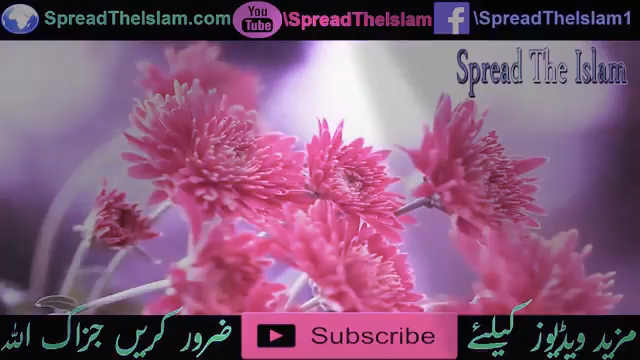 SpreadTheIslam.com You Tube \SpreadTheIslam f \SpreadTheIslam1
Spread The Islam
مزید ویڈیوز کیلئے Subscribe ضرور کریں جزاک اللہ